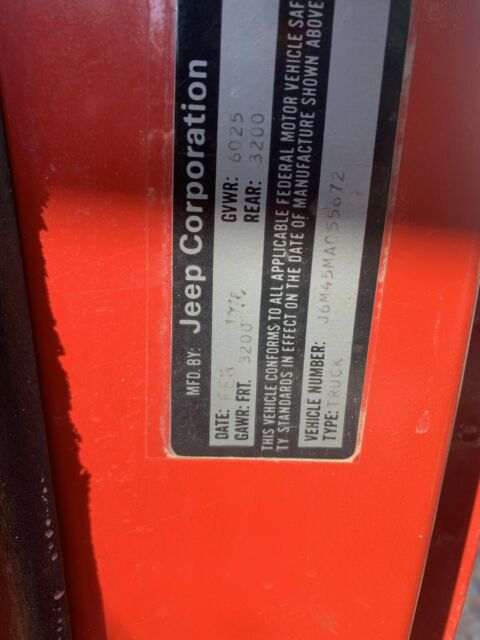 MFD. BY: Jeep Corporation
DATE: FEB GVWR: 6025
GAWR: FRT. 3200 REAR: 3200
THIS VEHICLE CONFORMS TO ALL APPLICABLE FEDERAL MOTOR VEHICLE SAF
TY STANDARDS IN EFFECT ON THE DATE OF MANUFACTURE SHOWN ABOVE
VEHICLE NUMBER: J6M45MA055672
TYPE: TRUCK